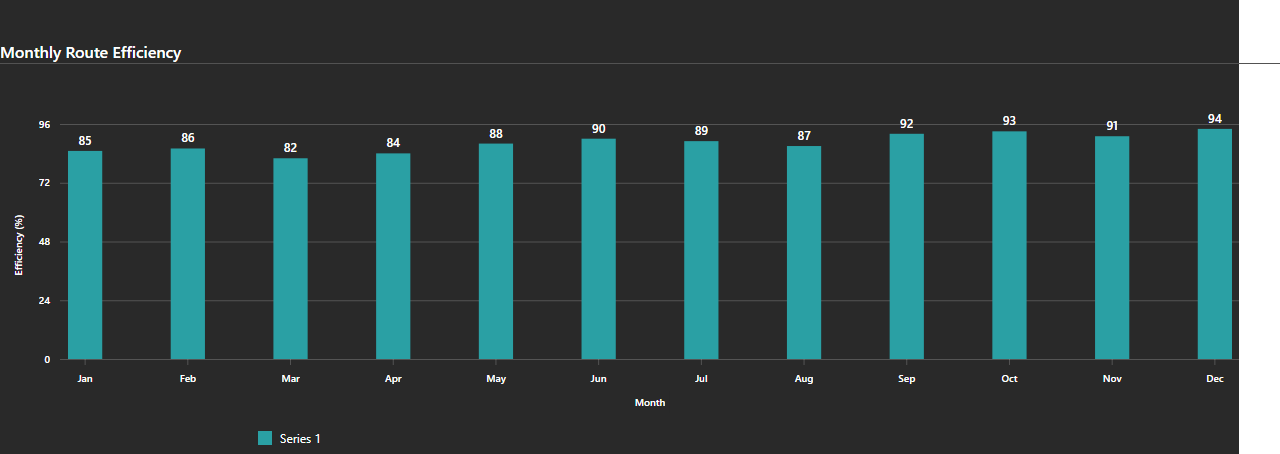 Monthly Route Efficiency
96
72
48
24
0
Efficiency (%)
85 86 82 84 88 90 89 87 92 93 91 94
Jan Feb Mar Apr May Jun Jul Aug Sep Oct Nov Dec
Month
Series 1